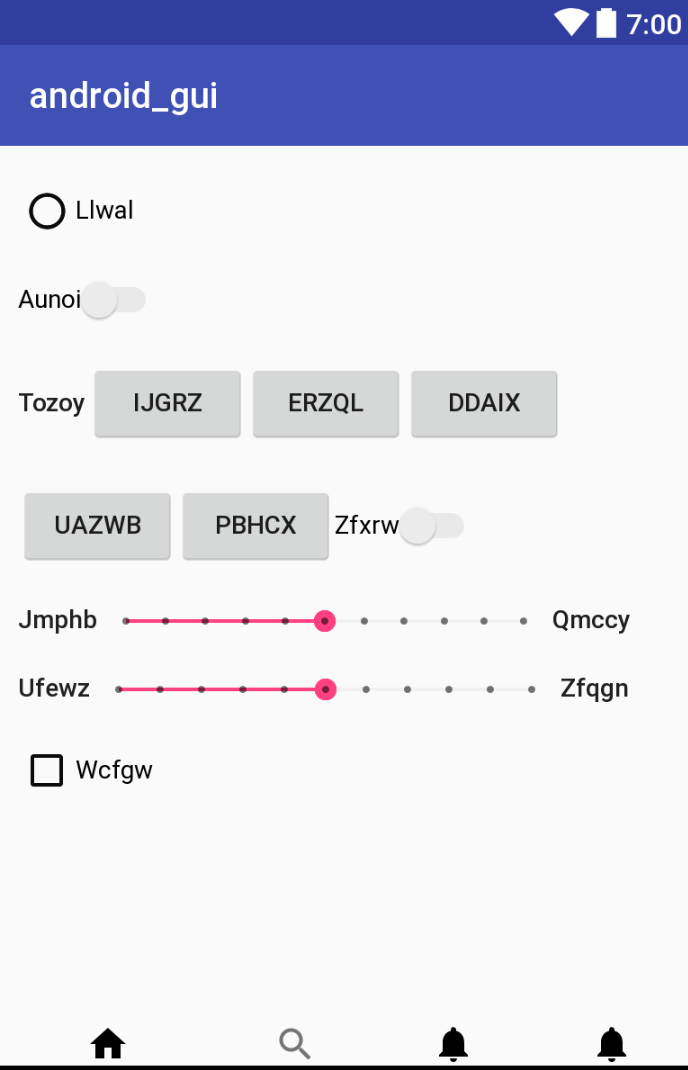 7:00
android_gui
Llwal
Aunoi
Tozoy IJGRZ ERZQL DDAIX
UAZWB PBHCX Zfxrw
Jmphb Qmccy
Ufewz Zfqgn
Wcfgw